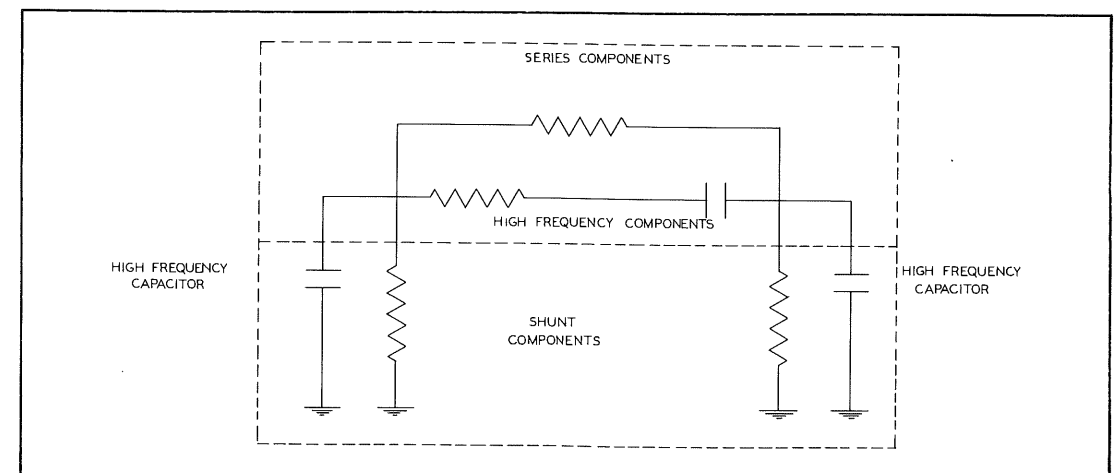 SERIES COMPONENTS
HIGH FREQUENCY COMPONENTS
HIGH FREQUENCY
CAPACITOR
HIGH FREQUENCY
CAPACITOR
SHUNT
COMPONENTS